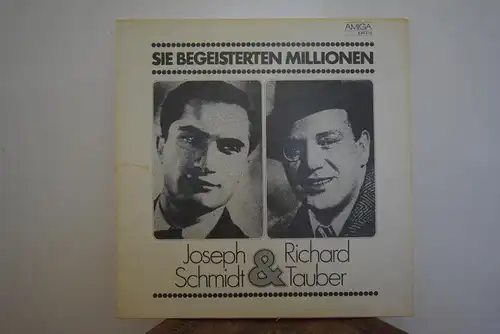 AMIGA
SIE BEGEISTERTEN MILLIONEN
Joseph & Richard
Schmidt Tauber